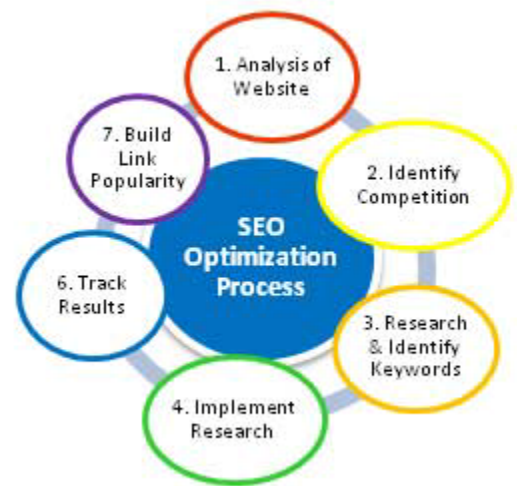 1. Analysis of
Website
2. Identify
Competition
3. Research
& Identify
Keywords
4. Implement
Research
6. Track
Results
7. Build
Link
Popularity
SEO
Optimization
Process